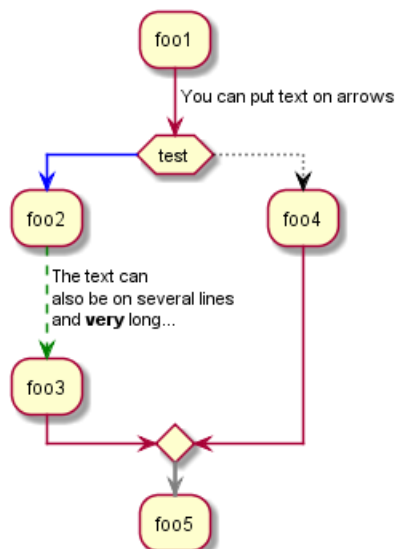 foo1
You can put text on arrows
test
foo2
foo4
The text can
also be on several lines
and very long...
foo3
foo5